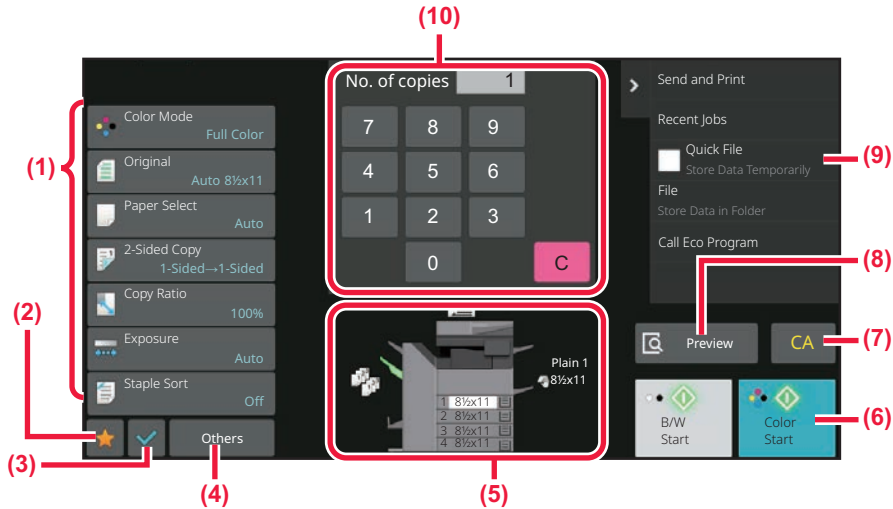 (10)
No. of copies 1
7 8 9
4 5 6
1 2 3
0 C
(1)
Color Mode
Full Color
Original
Auto 8½x11
Paper Select
Auto
2-Sided Copy
1-Sided→1-Sided
Copy Ratio
100%
Exposure
Auto
Staple Sort
Off
(2)
(3)
Others
(4)
Plain 1
8½x11
1 8½x11
2 8½x11
3 8½x11
4 8½x11
(5)
Send and Print
Recent Jobs
Quick File
Store Data Temporarily
File
Store Data in Folder
Call Eco Program
(9)
(8)
Preview
CA
(7)
B/W
Start
Color
Start
(6)